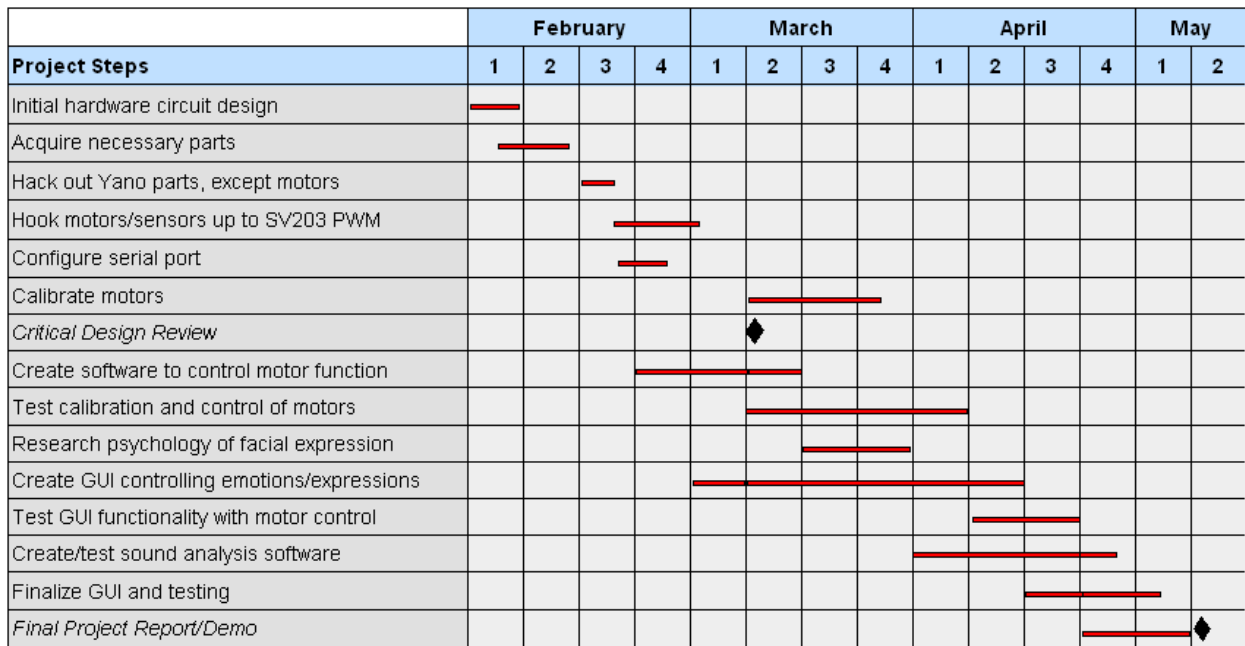 February March April May
Project Steps 1 2 3 4 1 2 3 4 1 2 3 4 1 2
Initial hardware circuit design
Acquire necessary parts
Hack out Yano parts, except motors
Hook motors/sensors up to SV203 PWM
Configure serial port
Calibrate motors
Critical Design Review
Create software to control motor function
Test calibration and control of motors
Research psychology of facial expression
Create GUI controlling emotions/expressions
Test GUI functionality with motor control
Create/test sound analysis software
Finalize GUI and testing
Final Project Report/Demo